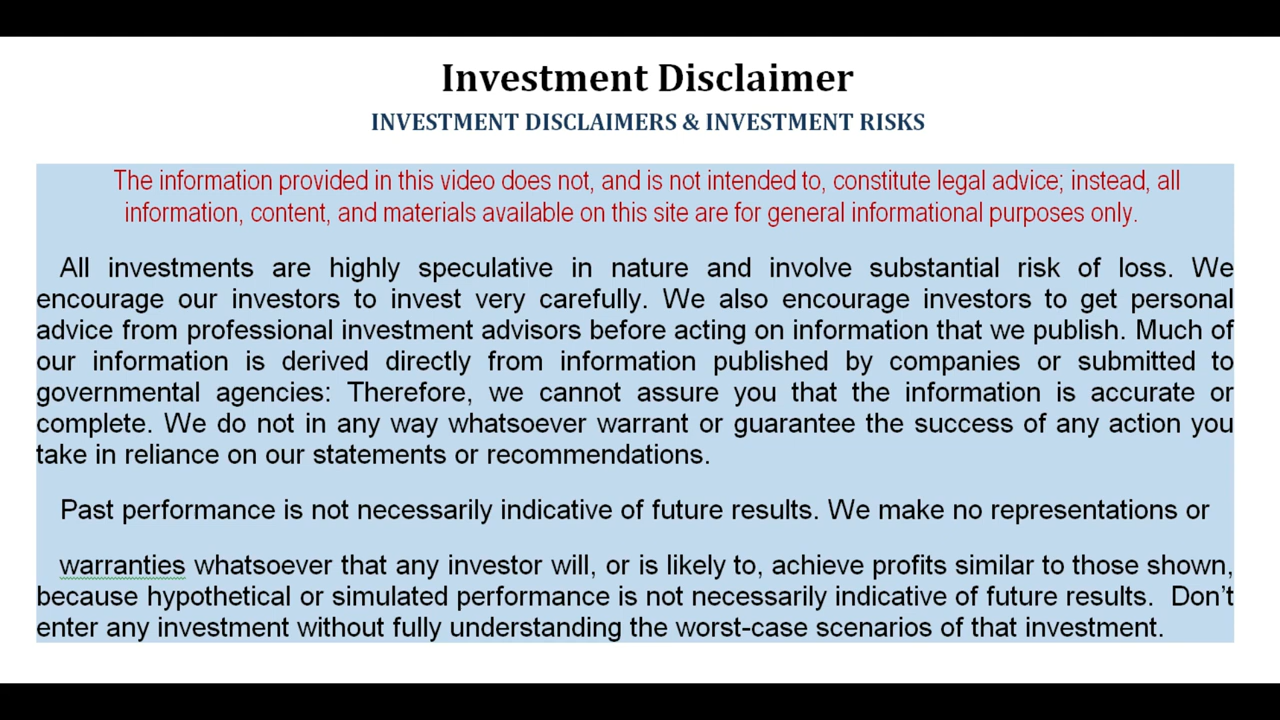 Investment Disclaimer
INVESTMENT DISCLAIMERS & INVESTMENT RISKS
The information provided in this video does not, and is not intended to, constitute legal advice; instead, all
information, content, and materials available on this site are for general informational purposes only.
All investments are highly speculative in nature and involve substantial risk of loss. We
encourage our investors to invest very carefully. We also encourage investors to get personal
advice from professional investment advisors before acting on information that we publish. Much of
our information is derived directly from information published by companies or submitted to
governmental agencies: Therefore, we cannot assure you that the information is accurate or
complete. We do not in any way whatsoever warrant or guarantee the success of any action you
take in reliance on our statements or recommendations.
Past performance is not necessarily indicative of future results. We make no representations or
warranties whatsoever that any investor will, or is likely to, achieve profits similar to those shown,
because hypothetical or simulated performance is not necessarily indicative of future results. Don’t
enter any investment without fully understanding the worst-case scenarios of that investment.